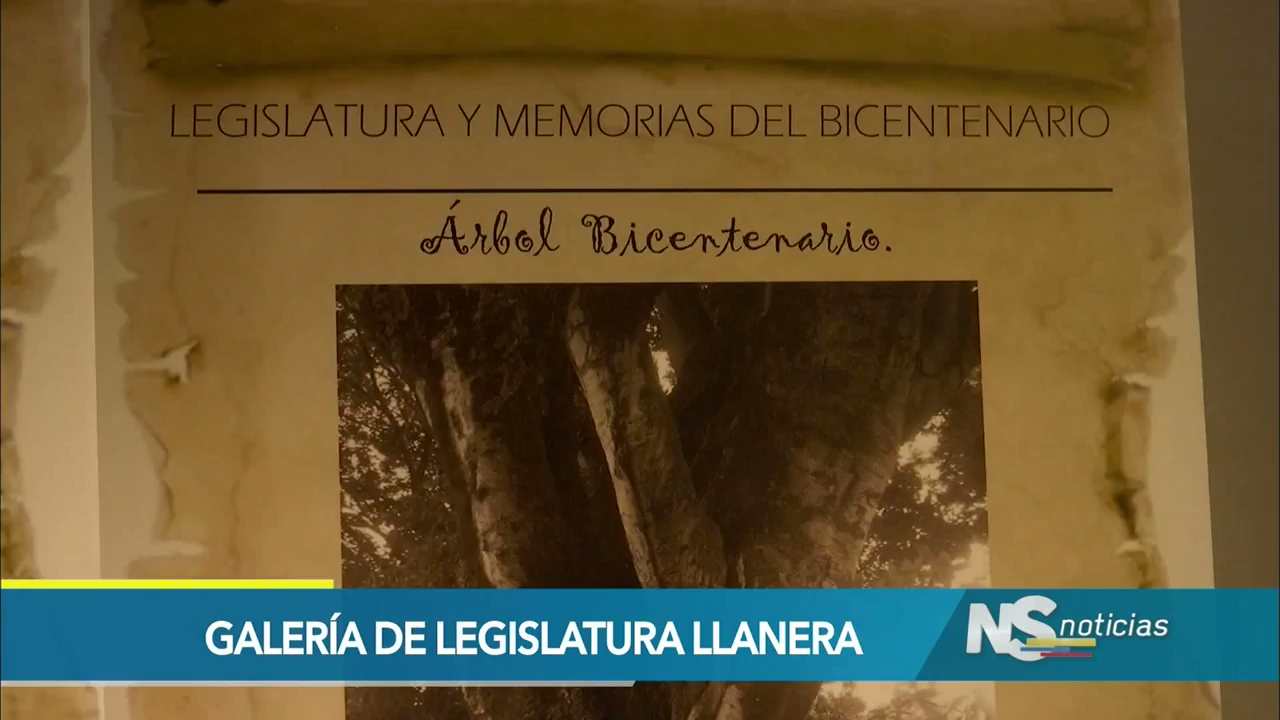 LEGISLATURA Y MEMORIAS DEL BICENTENARIO
Árbol Bicentenario.
GALERÍA DE LEGISLATURA LLANERA
NS noticias